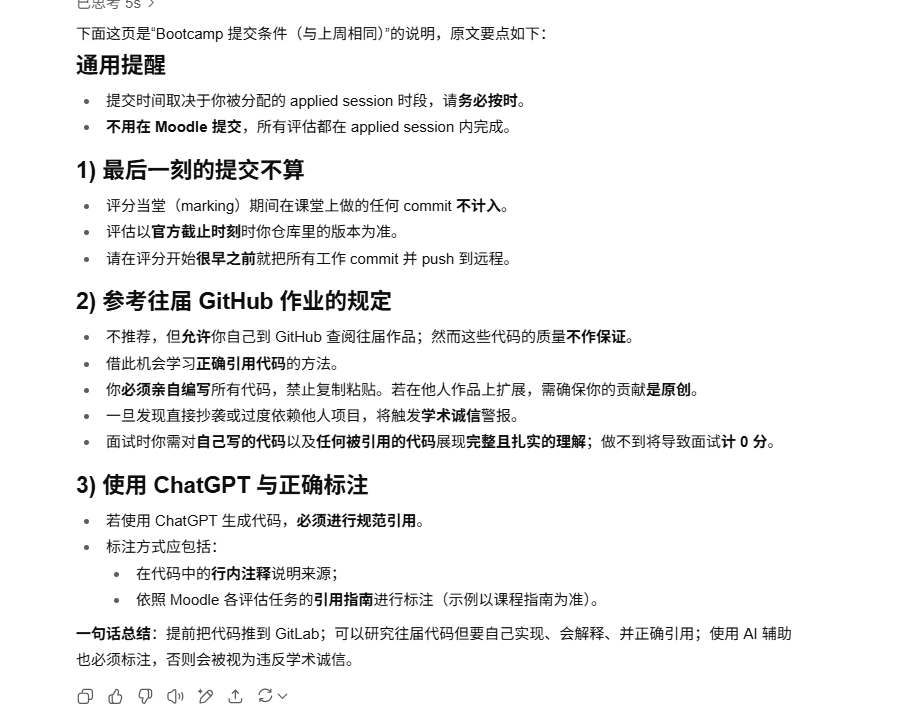 已思考 5s >
下面这页是“Bootcamp 提交条件（与上周相同）”的说明，原文要点如下：
通用提醒
• 提交时间取决于你被分配的 applied session 时段，请务必按时。
• 不用在 Moodle 提交，所有评估都在 applied session 内完成。
1) 最后一刻的提交不算
• 评分当堂（marking）期间在课堂上做的任何 commit 不计入。
• 评估以官方截止时刻时你仓库里的版本为准。
• 请在评分开始很早之前就把所有工作 commit 并 push 到远程。
2) 参考往届 GitHub 作业的规定
• 不推荐，但允许你自己到 GitHub 查阅往届作品；然而这些代码的质量不作保证。
• 借此机会学习正确引用代码的方法。
• 你必须亲自编写所有代码，禁止复制粘贴。若在他人作品上扩展，需确保你的贡献是原创。
• 一旦发现直接抄袭或过度依赖他人项目，将触发学术诚信警报。
• 面试时你需对自己写的代码以及任何被引用的代码展现完整且扎实的理解；做不到将导致面试计 0 分。
3) 使用 ChatGPT 与正确标注
• 若使用 ChatGPT 生成代码，必须进行规范引用。
• 标注方式应包括：
• 在代码中的行内注释说明来源；
• 依照 Moodle 各评估任务的引用指南进行标注（示例以课程指南为准）。
一句话总结：提前把代码推到 GitLab；可以研究往届代码但要自己实现、会解释、并正确引用；使用 AI 辅助
也必须标注，否则会被视为违反学术诚信。